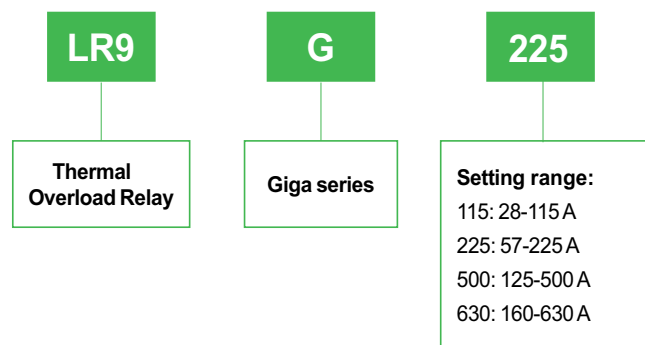 LR9
G
225
Thermal
Overload Relay
Giga series
Setting range:
115: 28-115 A
225: 57-225 A
500: 125-500 A
630: 160-630 A